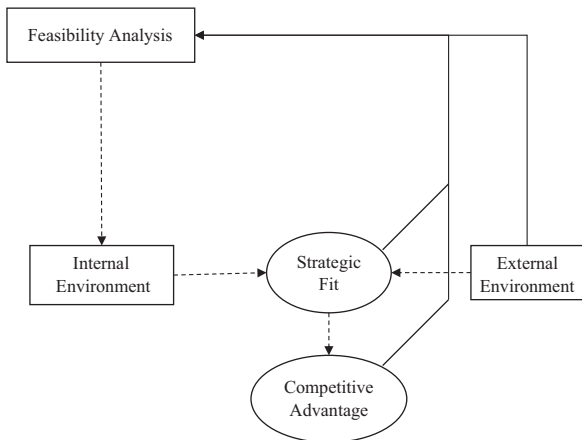 Feasibility Analysis
Internal
Environment
Strategic
Fit
External
Environment
Competitive
Advantage